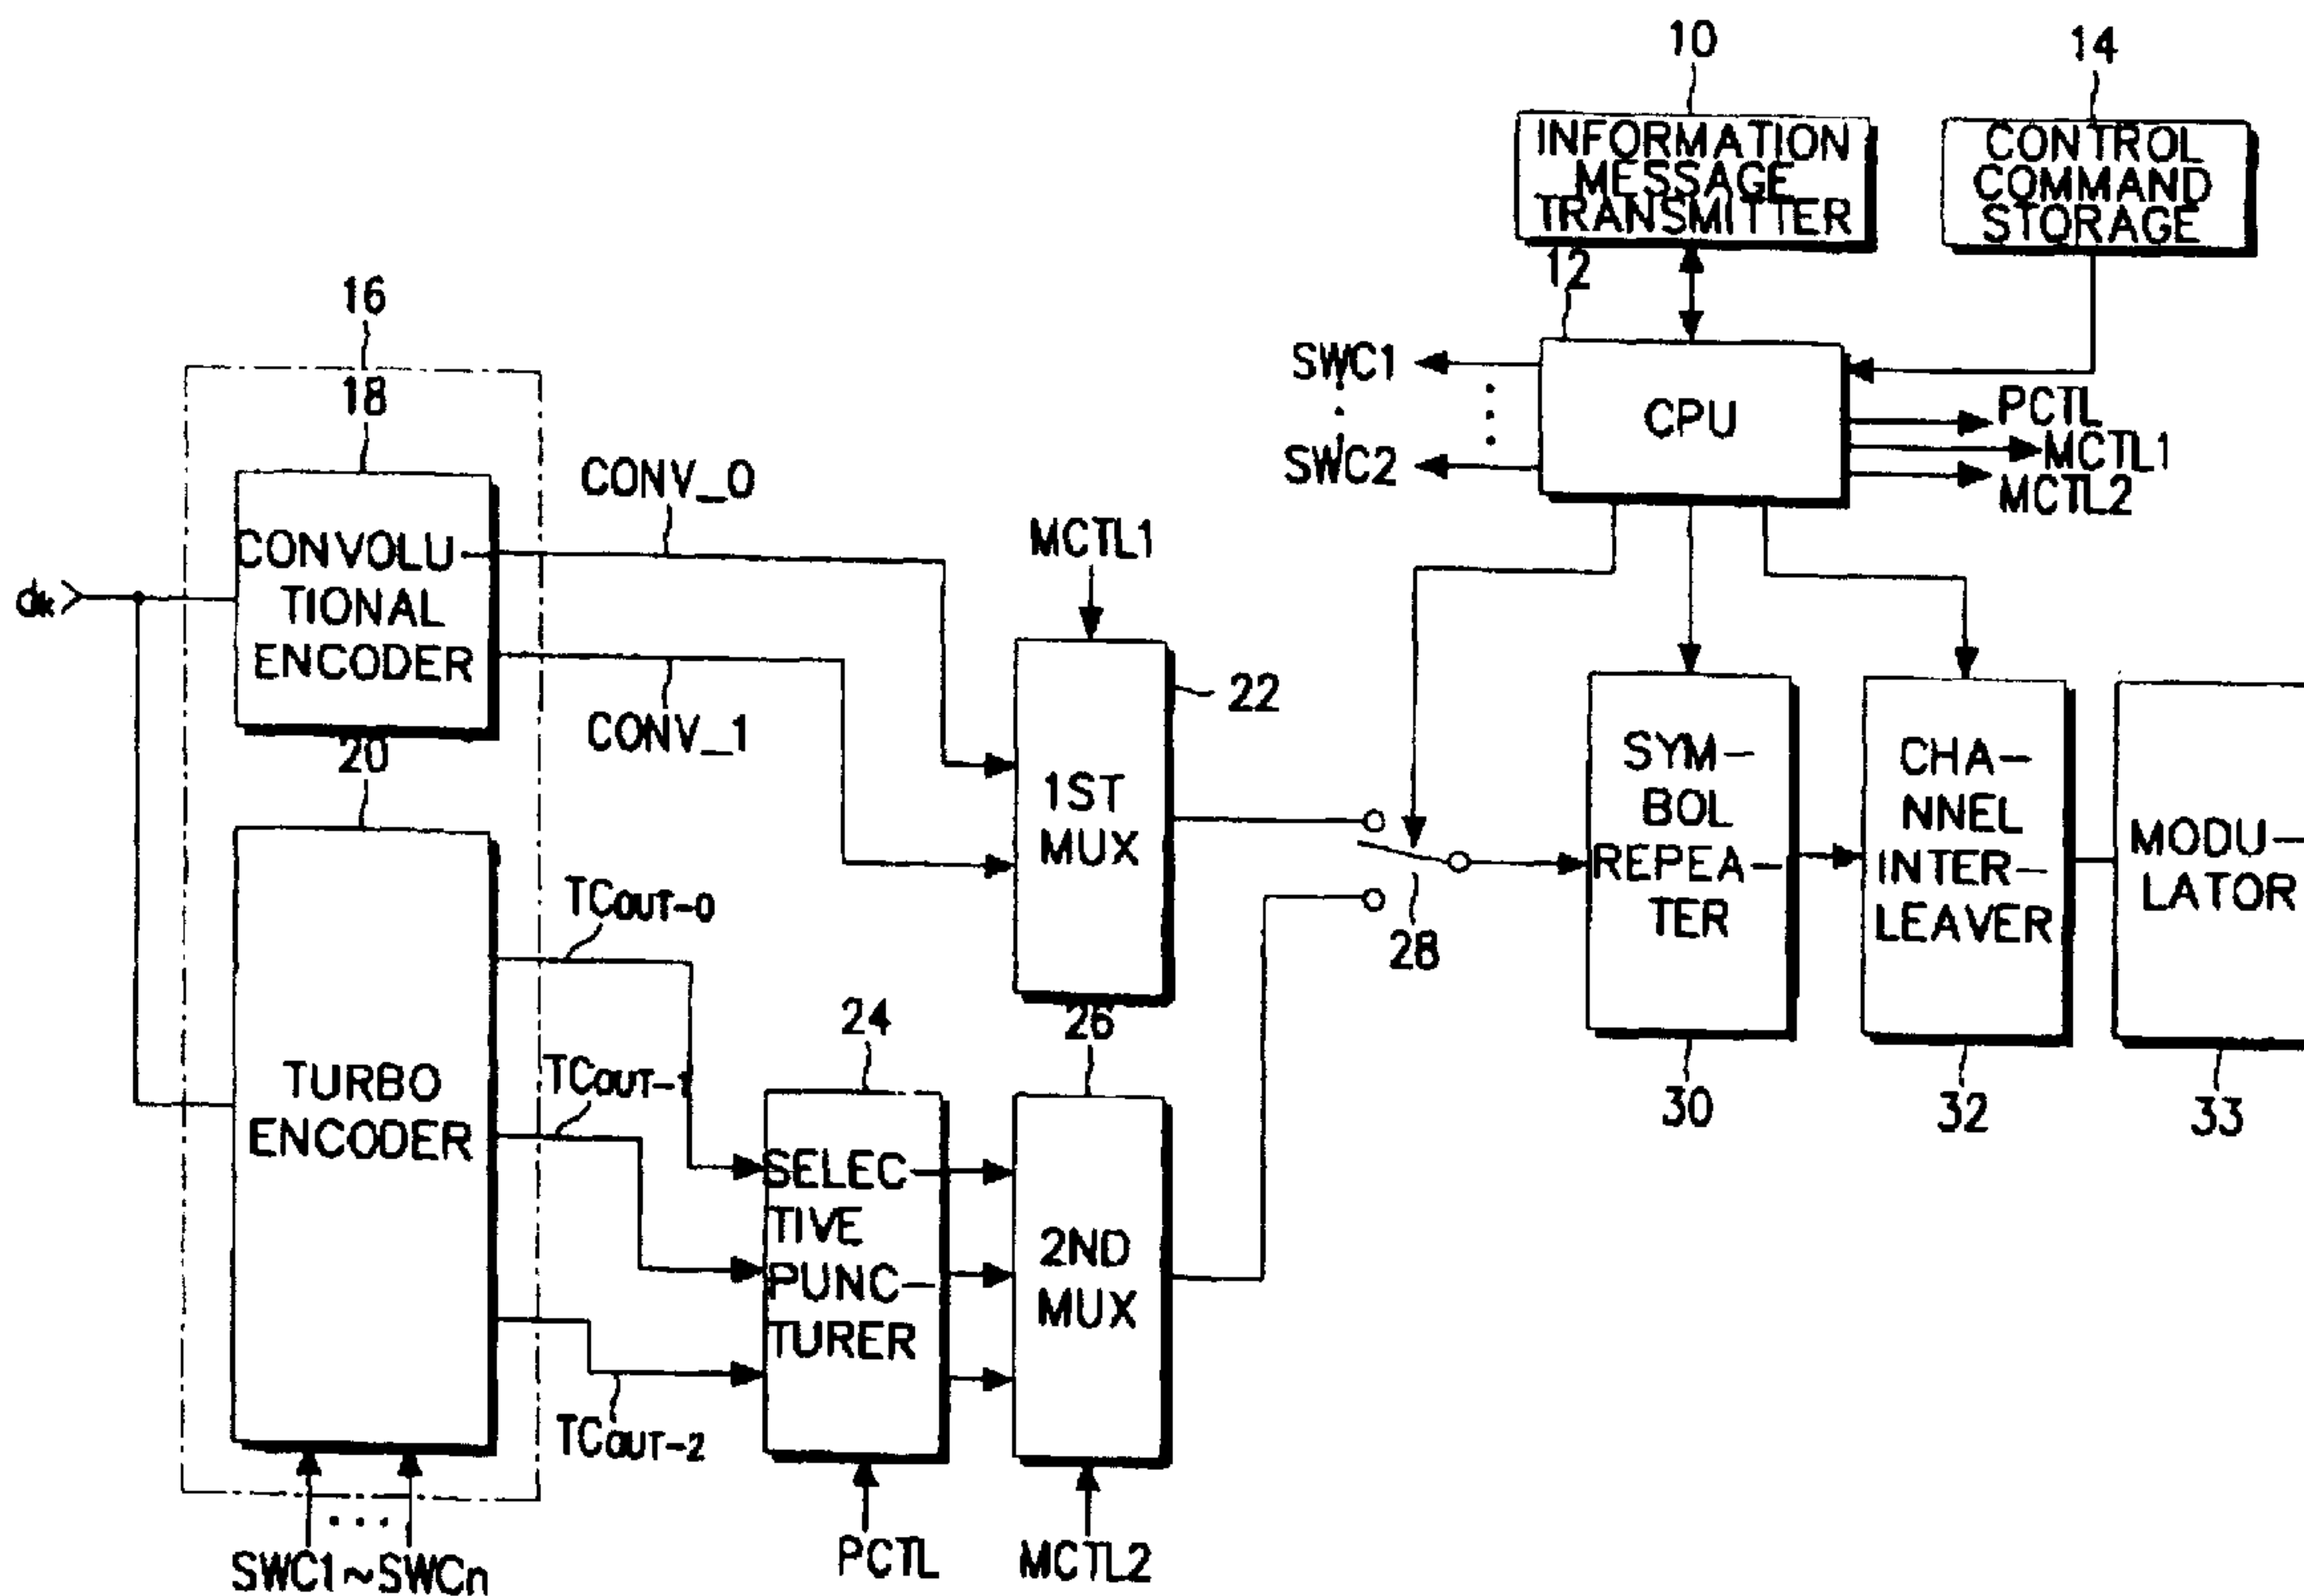 10
14
INFORMATION
MESSAGE
TRANSMITTER
CONTROL
COMMAND
STORAGE
12
16
18
SWC1
SWC2
CPU
PCTL
MCTL1
MCTL2
CONV_0
MCTL1
CONVOLU
TIONAL
ENCODER
dk
CONV_1
22
20
1ST
MUX
SYM-
BOL
REPEA-
TER
CHA-
NNEL
INTER-
LEAVER
MODU-
LATOR
28
30
32
33
TCOUT-0
TCOUT-1
TCOUT-2
24
26
TURBO
ENCODER
SELEC-
TIVE
PUNC-
TURER
2ND
MUX
SWC1~SWCn
PCTL
MCTL2